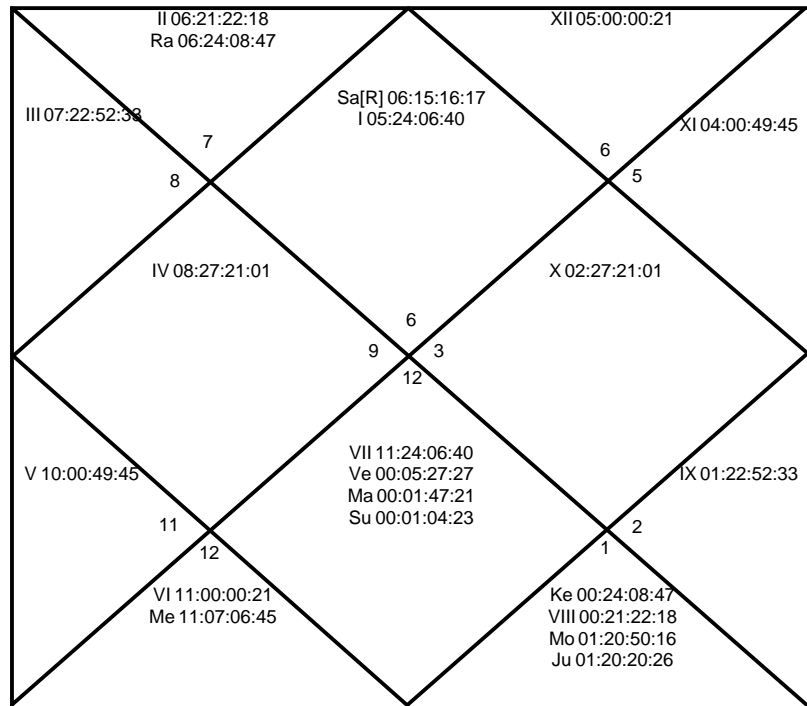 II 06:21:22:18
Ra 06:24:08:47
XII 05:00:00:21
Sa[R] 06:15:16:17
I 05:24:06:40
III 07:22:52:33
XI 04:00:49:45
7
6
8
5
IV 08:27:21:01
X 02:27:21:01
6
9
3
12
VII 11:24:06:40
Ve 00:05:27:27
Ma 00:01:47:21
Su 00:01:04:23
V 10:00:49:45
IX 01:22:52:33
11
2
12
1
VI 11:00:00:21
Me 11:07:06:45
Ke 00:24:08:47
VIII 00:21:22:18
Mo 01:20:50:16
Ju 01:20:20:26